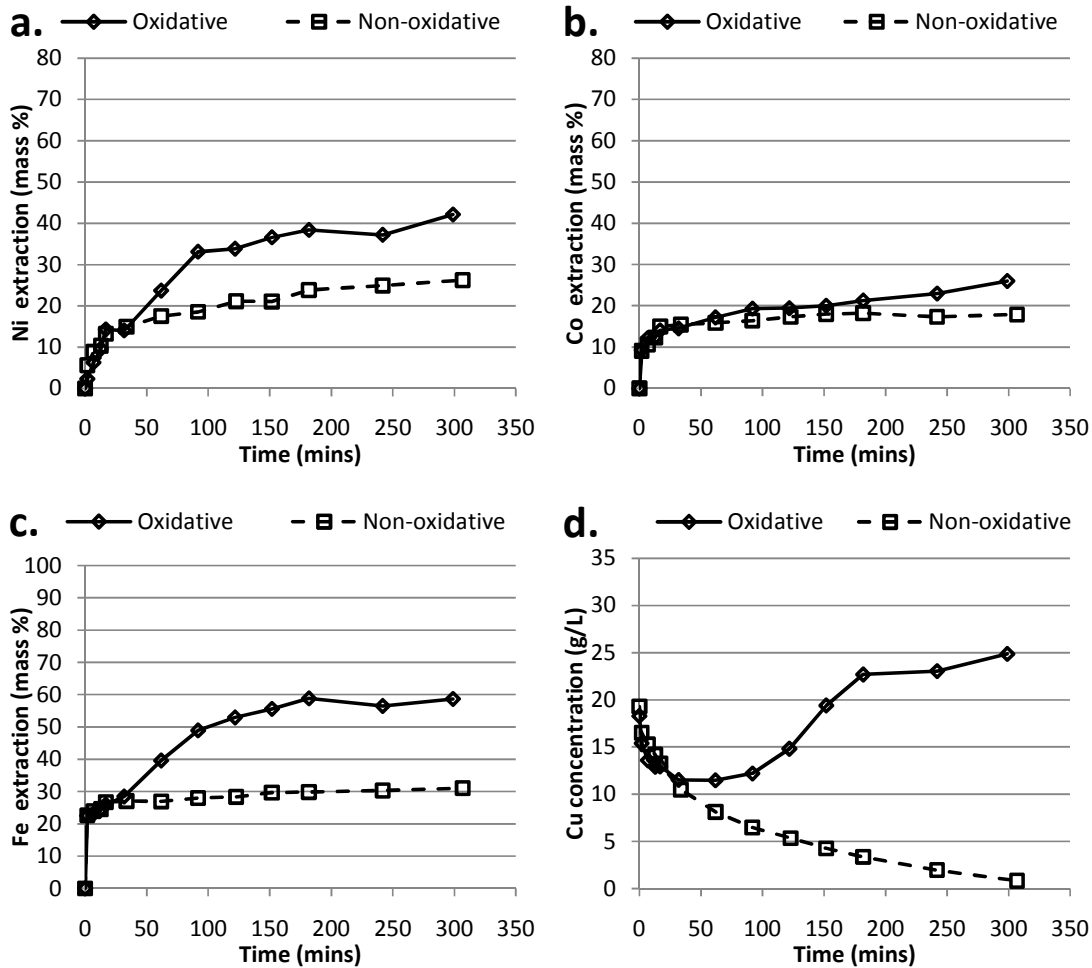 a. Oxidative Non-oxidative
Ni extraction (mass %)
80
70
60
50
40
30
20
10
0
0 50 100 150 200 250 300 350
Time (mins)
b. Oxidative Non-oxidative
Co extraction (mass %)
80
70
60
50
40
30
20
10
0
0 50 100 150 200 250 300 350
Time (mins)
c. Oxidative Non-oxidative
Fe extraction (mass %)
100
90
80
70
60
50
40
30
20
10
0
0 50 100 150 200 250 300 350
Time (mins)
d. Oxidative Non-oxidative
Cu concentration (g/L)
35
30
25
20
15
10
5
0
0 50 100 150 200 250 300 350
Time (mins)